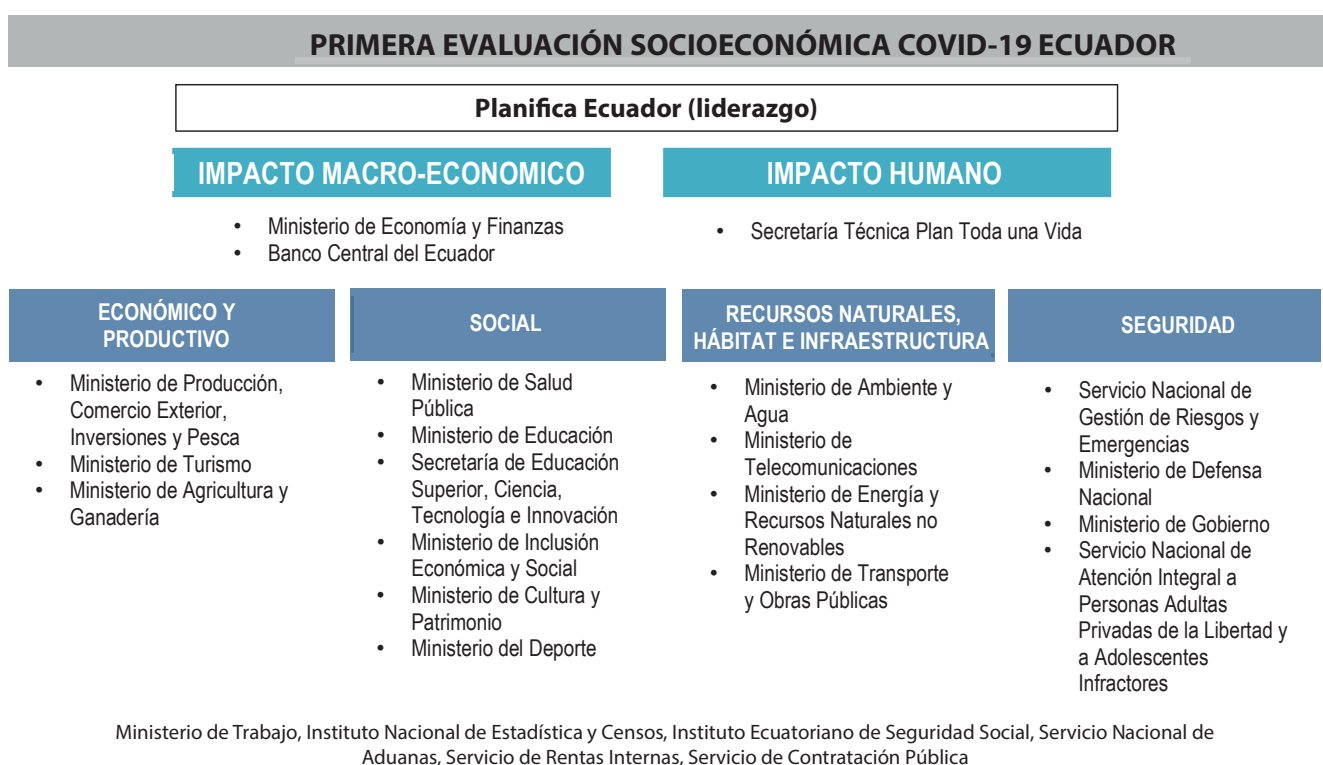 PRIMERA EVALUACIÓN SOCIOECONÓMICA COVID-19 ECUADOR
Planifica Ecuador (liderazgo)
IMPACTO MACRO-ECONOMICO
• Ministerio de Economía y Finanzas
• Banco Central del Ecuador
IMPACTO HUMANO
• Secretaría Técnica Plan Toda una Vida
ECONÓMICO Y
PRODUCTIVO
• Ministerio de Producción,
Comercio Exterior,
Inversiones y Pesca
• Ministerio de Turismo
• Ministerio de Agricultura y
Ganadería
SOCIAL
• Ministerio de Salud
Pública
• Ministerio de Educación
• Secretaría de Educación
Superior, Ciencia,
Tecnología e Innovación
• Ministerio de Inclusión
Económica y Social
• Ministerio de Cultura y
Patrimonio
• Ministerio del Deporte
RECURSOS NATURALES,
HÁBITAT E INFRAESTRUCTURA
• Ministerio de Ambiente y
Agua
• Ministerio de
Telecomunicaciones
• Ministerio de Energía y
Recursos Naturales no
Renovables
• Ministerio de Transporte
y Obras Públicas
SEGURIDAD
• Servicio Nacional de
Gestión de Riesgos y
Emergencias
• Ministerio de Defensa
Nacional
• Ministerio de Gobierno
• Servicio Nacional de
Atención Integral a
Personas Adultas
Privadas de la Libertad y
a Adolescentes
Infractores
Ministerio de Trabajo, Instituto Nacional de Estadística y Censos, Instituto Ecuatoriano de Seguridad Social, Servicio Nacional de
Aduanas, Servicio de Rentas Internas, Servicio de Contratación Pública